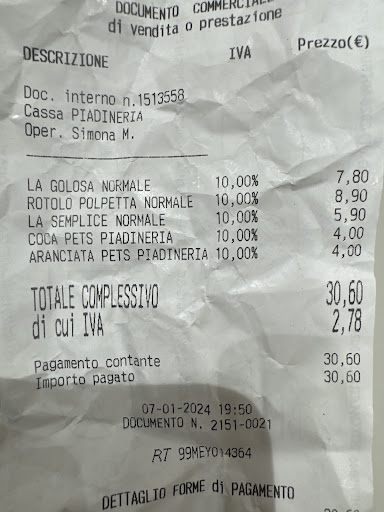 DOCUMENTO COMMERCIALE
di vendita o prestazione
DESCRIZIONE IVA Prezzo(€)
Doc. interno n.1513558
Cassa PIADINERIA
Oper. Simona M.
LA GOLOSA NORMALE 10,00% 7,80
ROTOLO POLPETTA NORMALE 10,00% 8,90
LA SEMPLICE NORMALE 10,00% 5,90
COCA PETS PIADINERIA 10,00% 4,00
ARANCIATA PETS PIADINERIA 10,00% 4,00
TOTALE COMPLESSIVO 30,60
di cui IVA 2,78
Pagamento contante 30,60
Importo pagato 30,60
07-01-2024 19:50
DOCUMENTO N. 2151-0021
RT 99MEY014364
DETTAGLIO FORME di PAGAMENTO